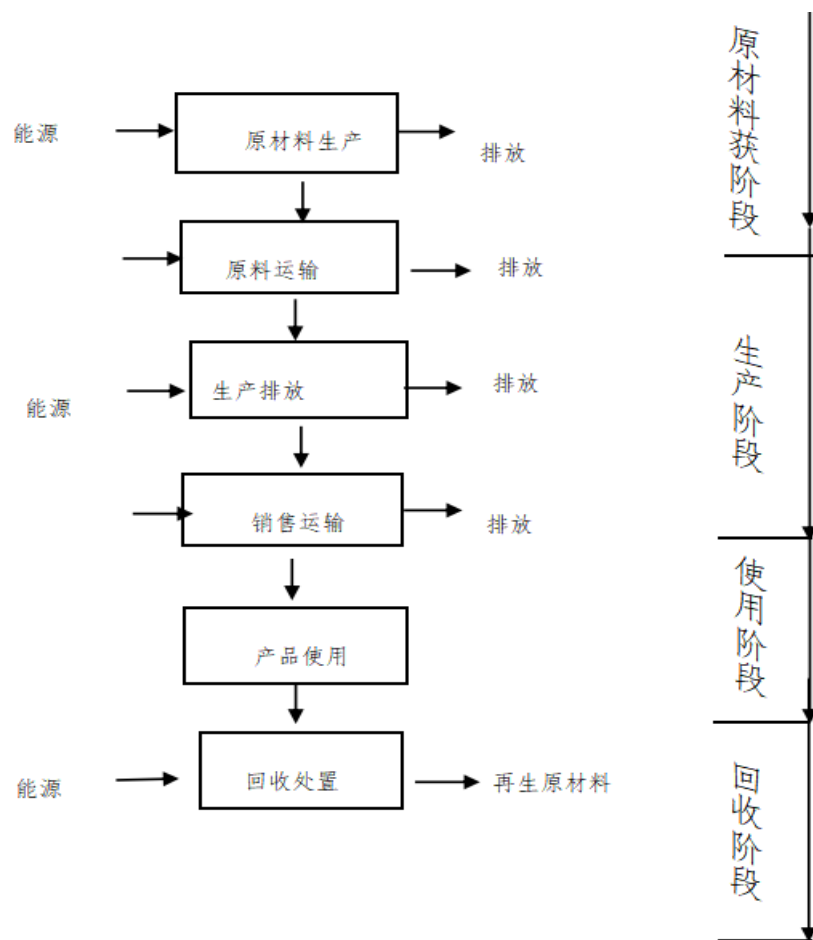 能源
原材料生产
排放
原料运输
排放
能源
生产排放
排放
销售运输
排放
产品使用
能源
回收处置
再生原材料
原材料获阶段
生产阶段
使用阶段
回收阶段